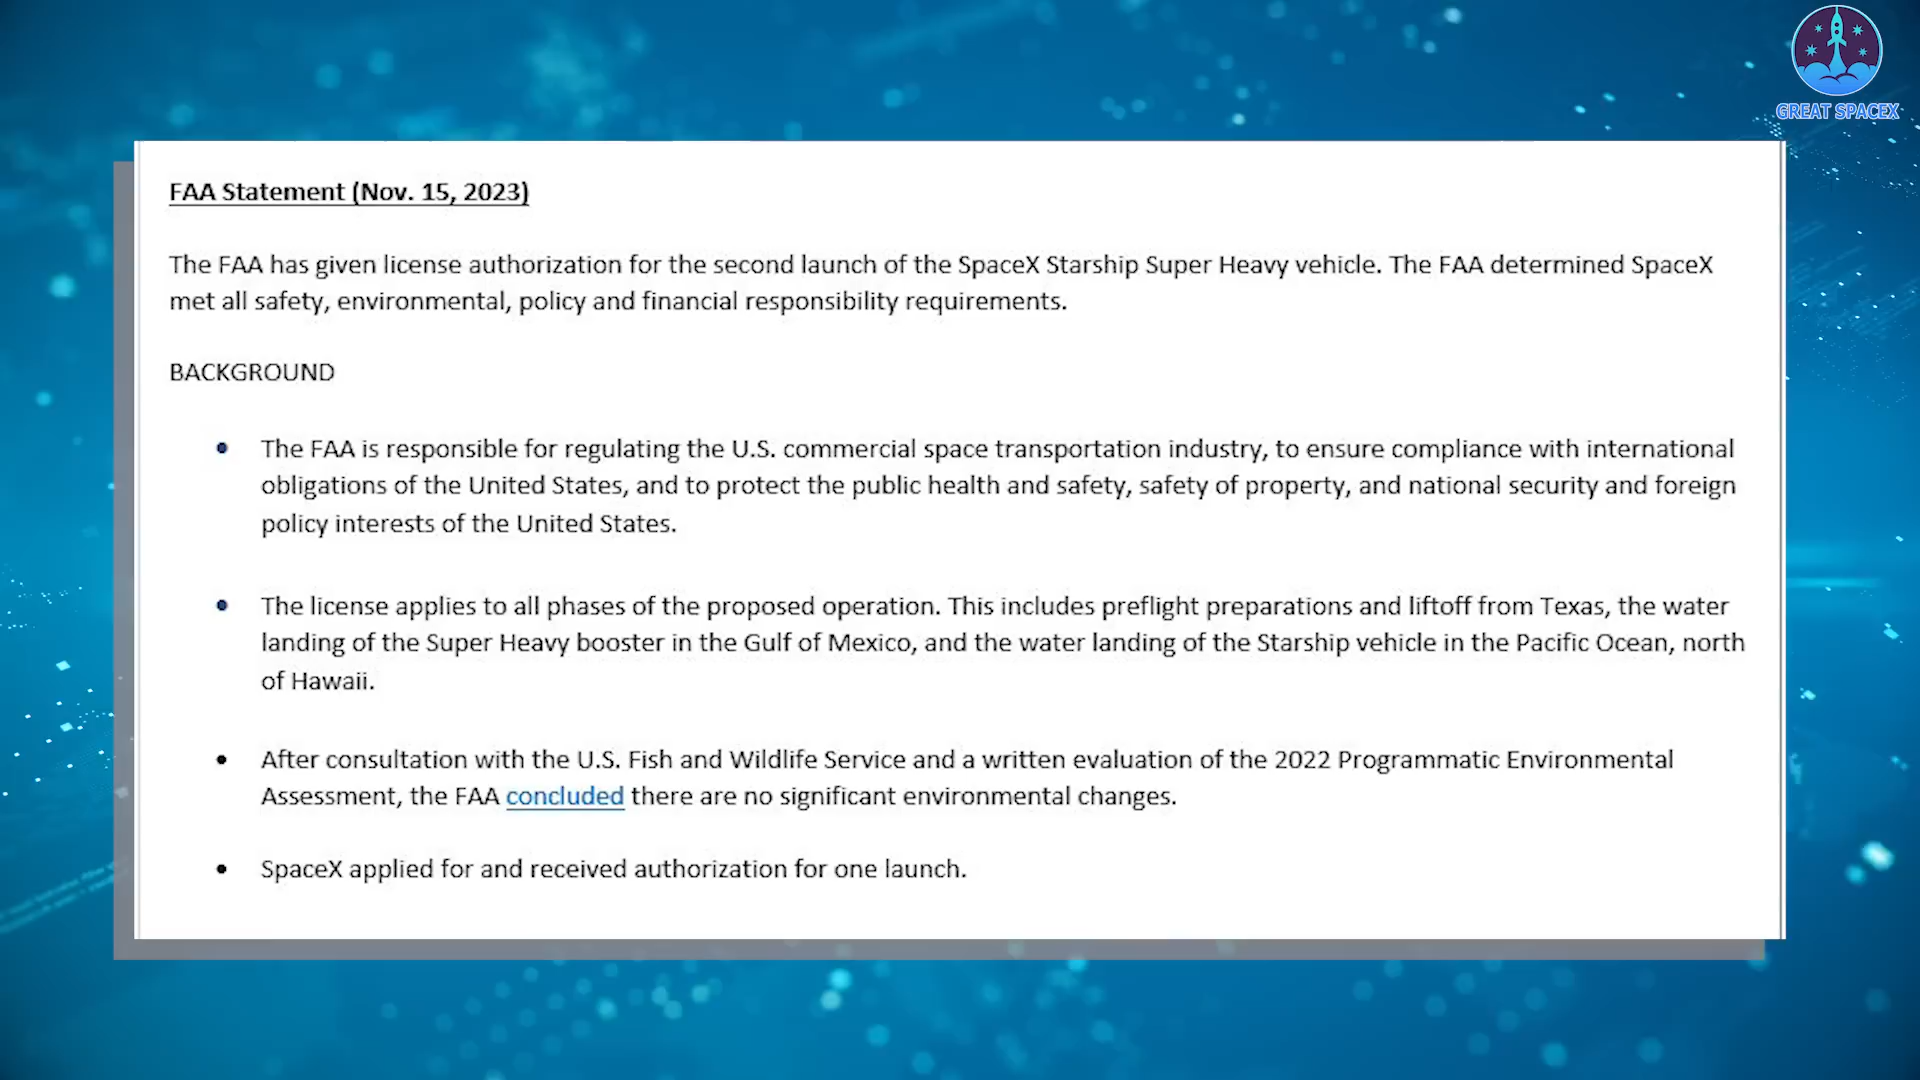 GREAT SPACEX
FAA Statement (Nov. 15, 2023)
The FAA has given license authorization for the second launch of the SpaceX Starship Super Heavy vehicle. The FAA determined SpaceX
met all safety, environmental, policy and financial responsibility requirements.
BACKGROUND
• The FAA is responsible for regulating the U.S. commercial space transportation industry, to ensure compliance with international
obligations of the United States, and to protect the public health and safety, safety of property, and national security and foreign
policy interests of the United States.
• The license applies to all phases of the proposed operation. This includes preflight preparations and liftoff from Texas, the water
landing of the Super Heavy booster in the Gulf of Mexico, and the water landing of the Starship vehicle in the Pacific Ocean, north
of Hawaii.
• After consultation with the U.S. Fish and Wildlife Service and a written evaluation of the 2022 Programmatic Environmental
Assessment, the FAA concluded there are no significant environmental changes.
• SpaceX applied for and received authorization for one launch.